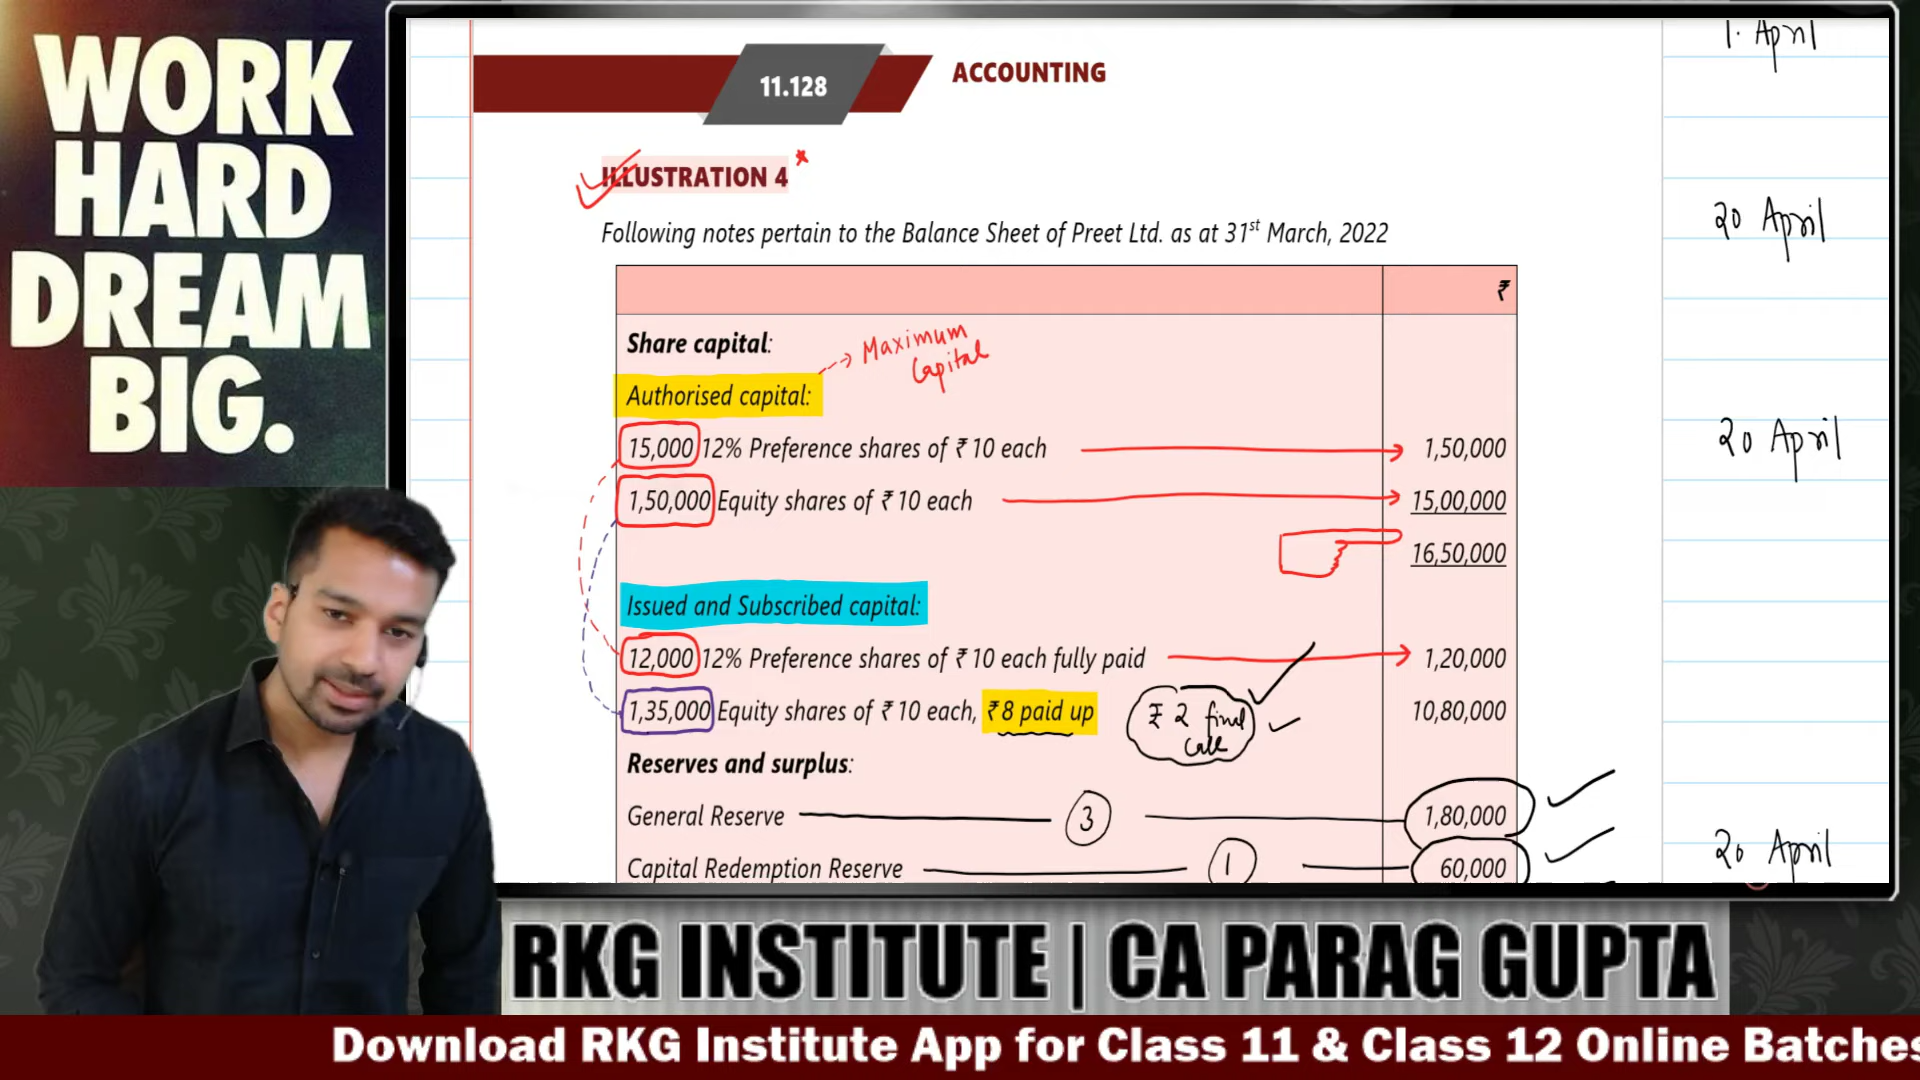 WORK
HARD
DREAM
BIG.
11.128
ACCOUNTING
ILLUSTRATION 4 *
Following notes pertain to the Balance Sheet of Preet Ltd. as at 31st March, 2022
₹
Share capital:
Maximum
Capital
Authorised capital:
15,000 12% Preference shares of ₹ 10 each 1,50,000
1,50,000 Equity shares of ₹ 10 each 15,00,000
16,50,000
Issued and Subscribed capital:
12,000 12% Preference shares of ₹ 10 each fully paid 1,20,000
1,35,000 Equity shares of ₹ 10 each, ₹ 8 paid up 10,80,000
₹ 2 final
call
Reserves and surplus:
General Reserve 3 1,80,000
Capital Redemption Reserve 1 60,000
1. April
20 April
20 April
20 April
RKG INSTITUTE | CA PARAG GUPTA
Download RKG Institute App for Class 11 & Class 12 Online Batches